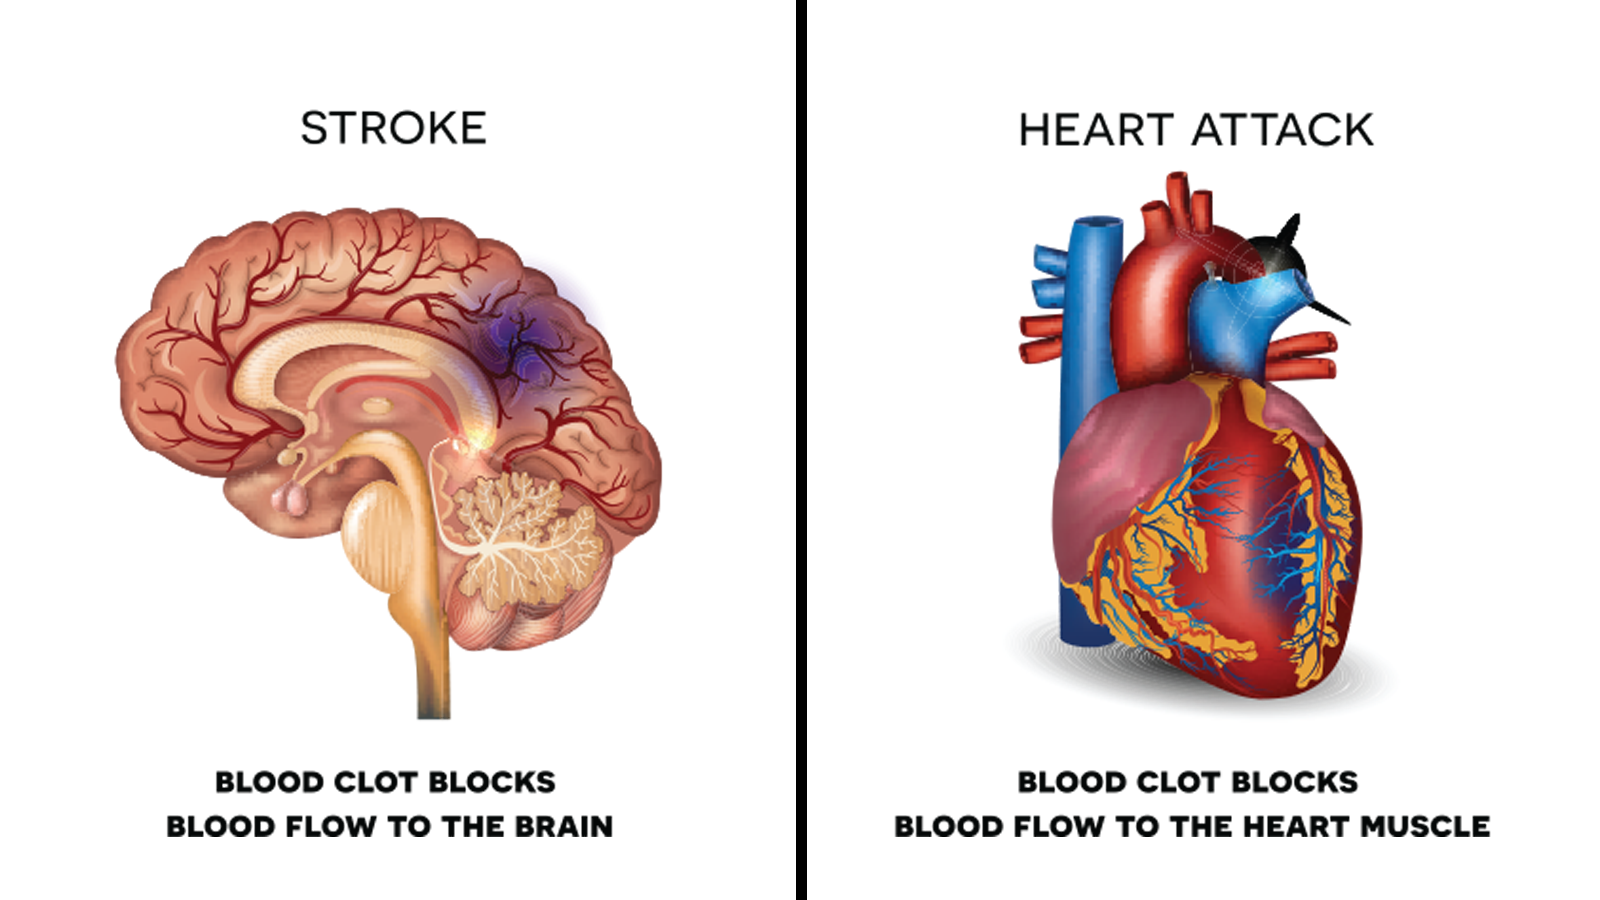 STROKE
BLOOD CLOT BLOCKS
BLOOD FLOW TO THE BRAIN
HEART ATTACK
BLOOD CLOT BLOCKS
BLOOD FLOW TO THE HEART MUSCLE